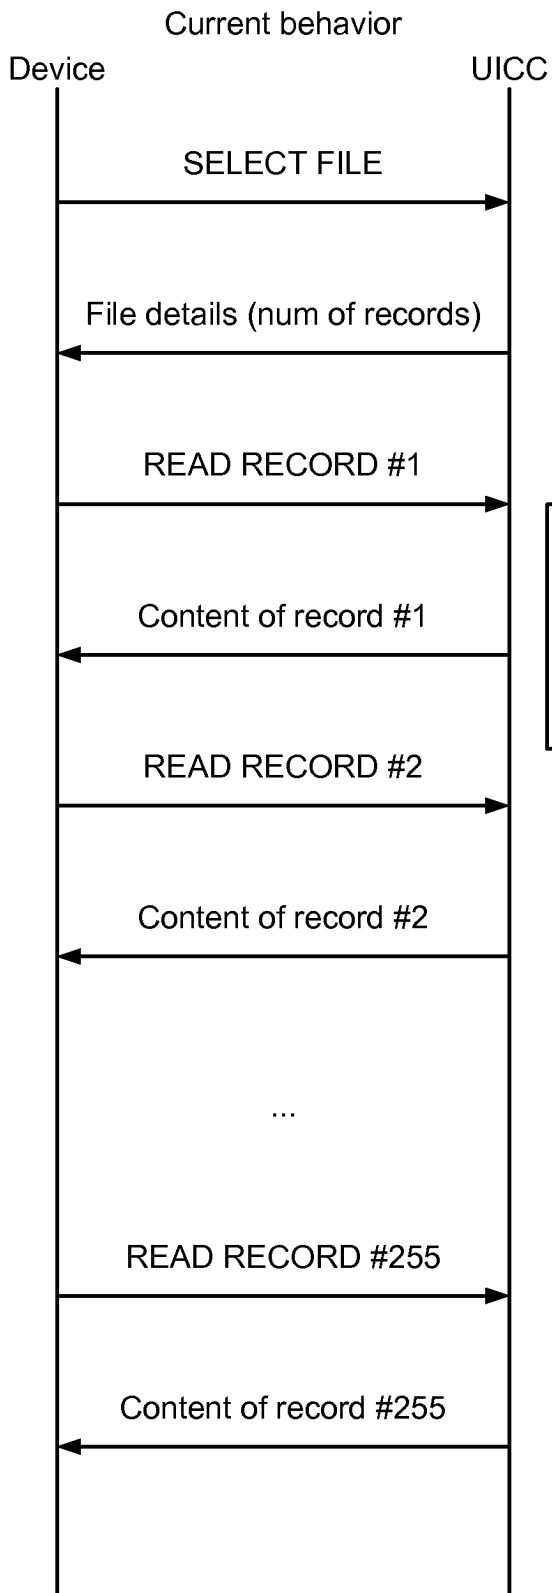 Current behavior
Device UICC
SELECT FILE
File details (num of records)
READ RECORD #1
Content of record #1
READ RECORD #2
Content of record #2
...
READ RECORD #255
Content of record #255